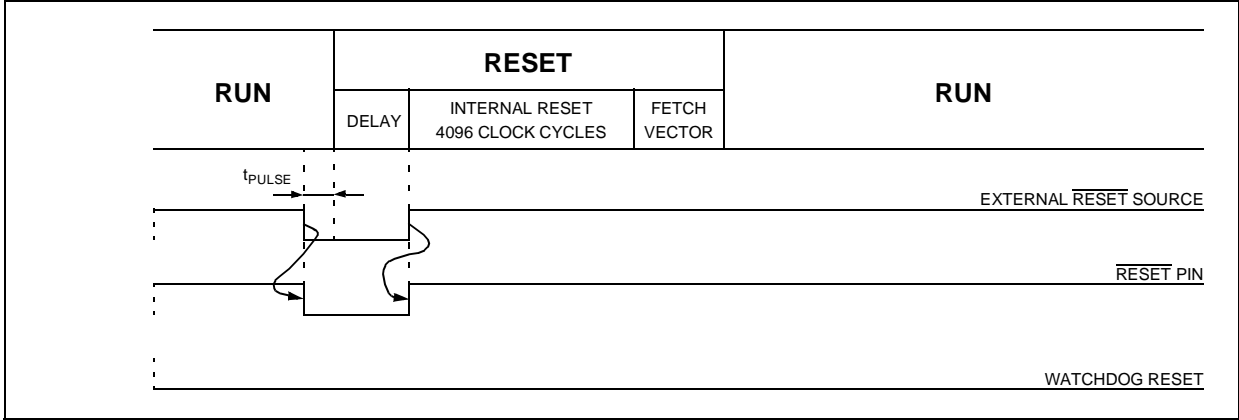 RESET
RUN
RUN
DELAY
INTERNAL RESET
4096 CLOCK CYCLES
FETCH
VECTOR
tPULSE
EXTERNAL RESET SOURCE
RESET PIN
WATCHDOG RESET